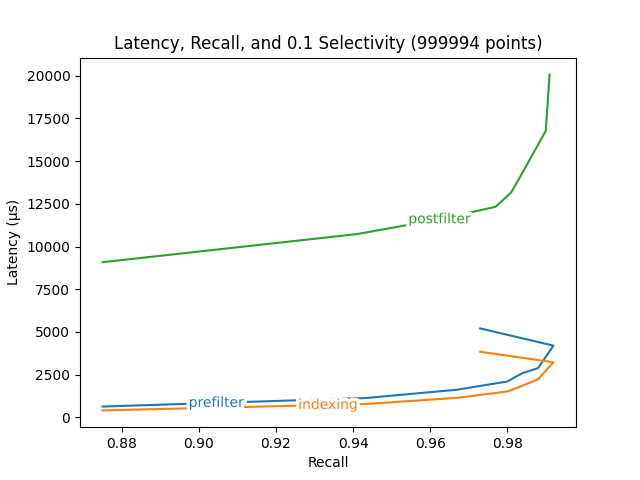 Latency, Recall, and 0.1 Selectivity (999994 points)
20000
17500
15000
12500
10000
7500
5000
2500
0
Latency (μs)
postfilter
prefilter
indexing
0.88
0.90
0.92
0.94
0.96
0.98
Recall